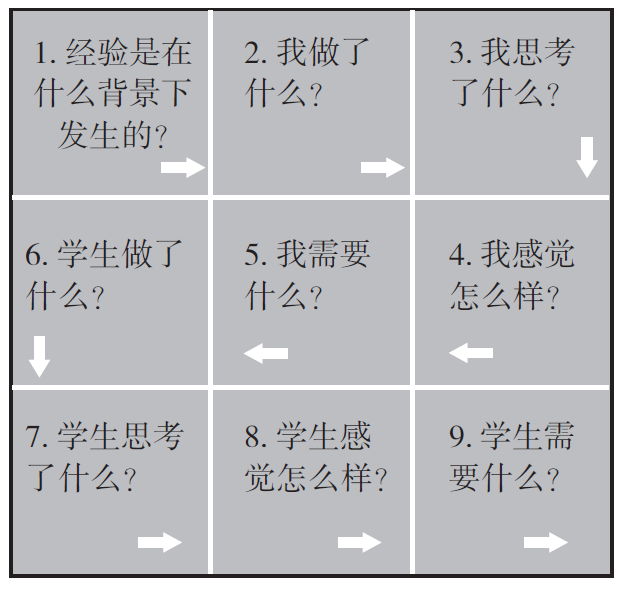 1. 经验是在
什么背景下
发生的？
2. 我做了
什么？
3. 我思考
了什么？
6. 学生做了
什么？
5. 我需要
什么？
4. 我感觉
怎么样？
7. 学生思考
了什么？
8. 学生感
觉怎么样？
9. 学生需
要什么？